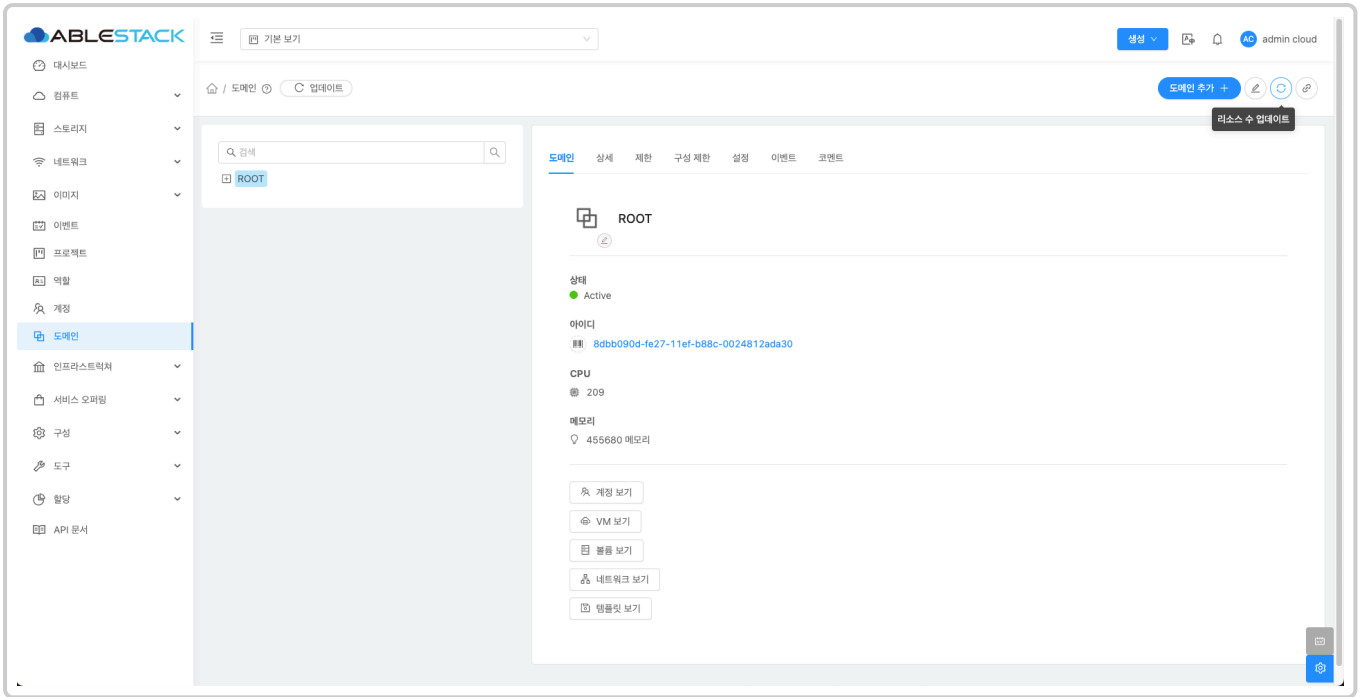 ABLESTACK
기본 보기
생성
AC
admin cloud
대시보드
컴퓨트
스토리지
네트워크
이미지
이벤트
프로젝트
역할
계정
도메인
인프라스트럭쳐
서비스 오퍼링
구성
도구
할당
API 문서
/ 도메인
업데이트
도메인 추가 +
리소스 수 업데이트
검색
ROOT
도메인 상세 제한 구성 제한 설정 이벤트 코멘트
ROOT
상태
Active
아이디
8dbb090d-fe27-11ef-b88c-0024812ada30
CPU
209
메모리
455680 메모리
계정 보기
VM 보기
볼륨 보기
네트워크 보기
템플릿 보기